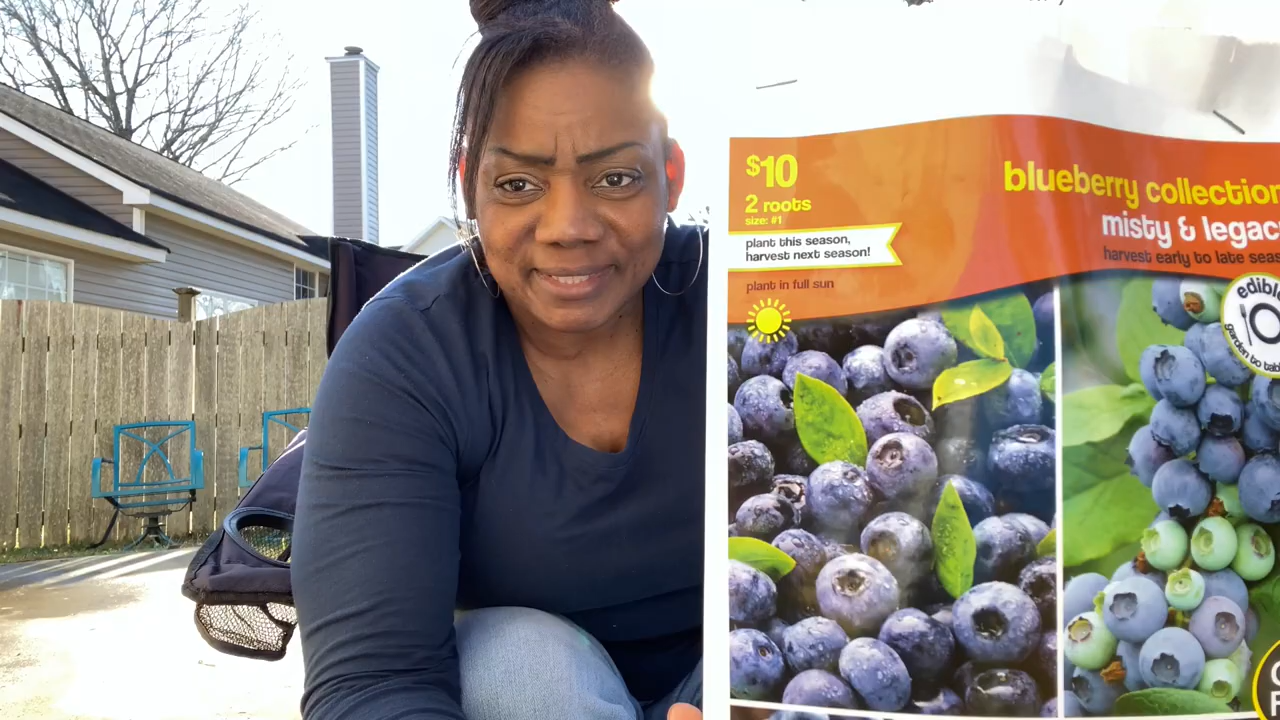 $10
2 roots
size: #1
plant this season,
harvest next season!
plant in full sun
blueberry collection
misty & legac
harvest early to late seas
edible
garden to tabl